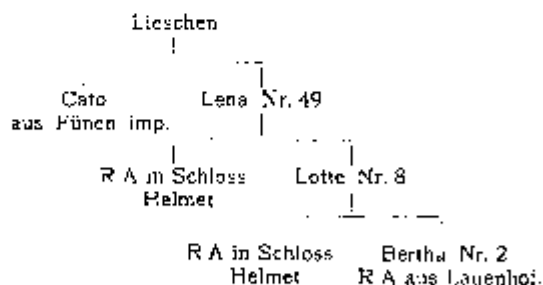 Lieschen
Cato Lena Nr. 49
aus Fünen imp.
R A in Schloss Lotte Nr. 8
Helmet
R A in Schloss Bertha Nr. 2
Helmet R A aus Lauenhof.